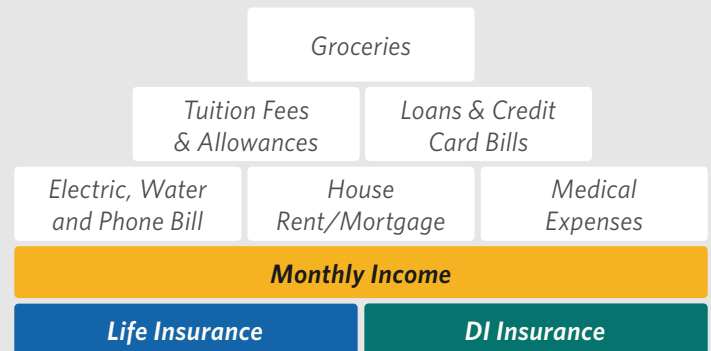 Groceries
Tuition Fees
& Allowances
Loans & Credit
Card Bills
Electric, Water
and Phone Bill
House
Rent/Mortgage
Medical
Expenses
Monthly Income
Life Insurance
DI Insurance